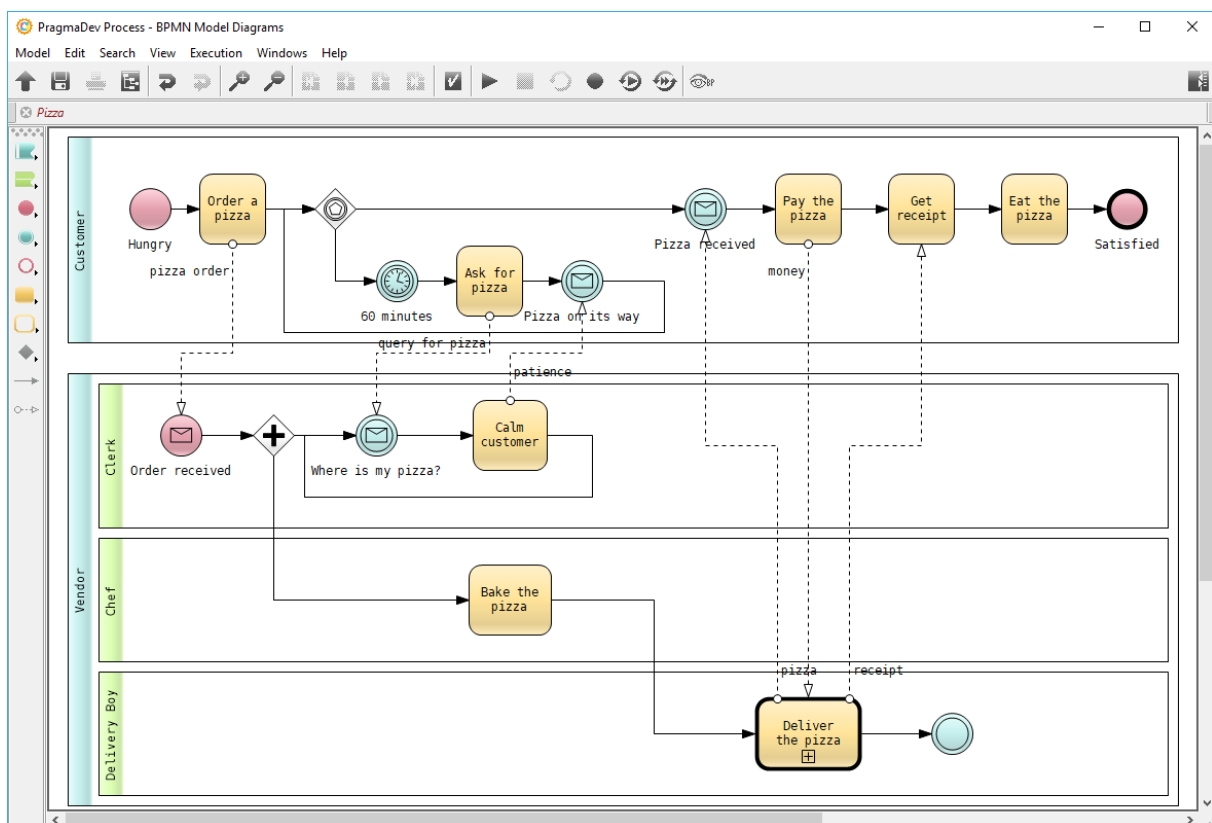 PragmaDev Process - BPMN Model Diagrams
Model Edit Search View Execution Windows Help
BP
Pizza
Customer
Hungry
Order a
pizza
pizza order
60 minutes
Ask for
pizza
query for pizza
Pizza on its way
patience
Pizza received
Pay the
pizza
money
Get
receipt
Eat the
pizza
Satisfied
Vendor
Clerk
Order received
Where is my pizza?
Calm
customer
Chef
Bake the
pizza
Delivery Boy
pizza
receipt
Deliver
the pizza